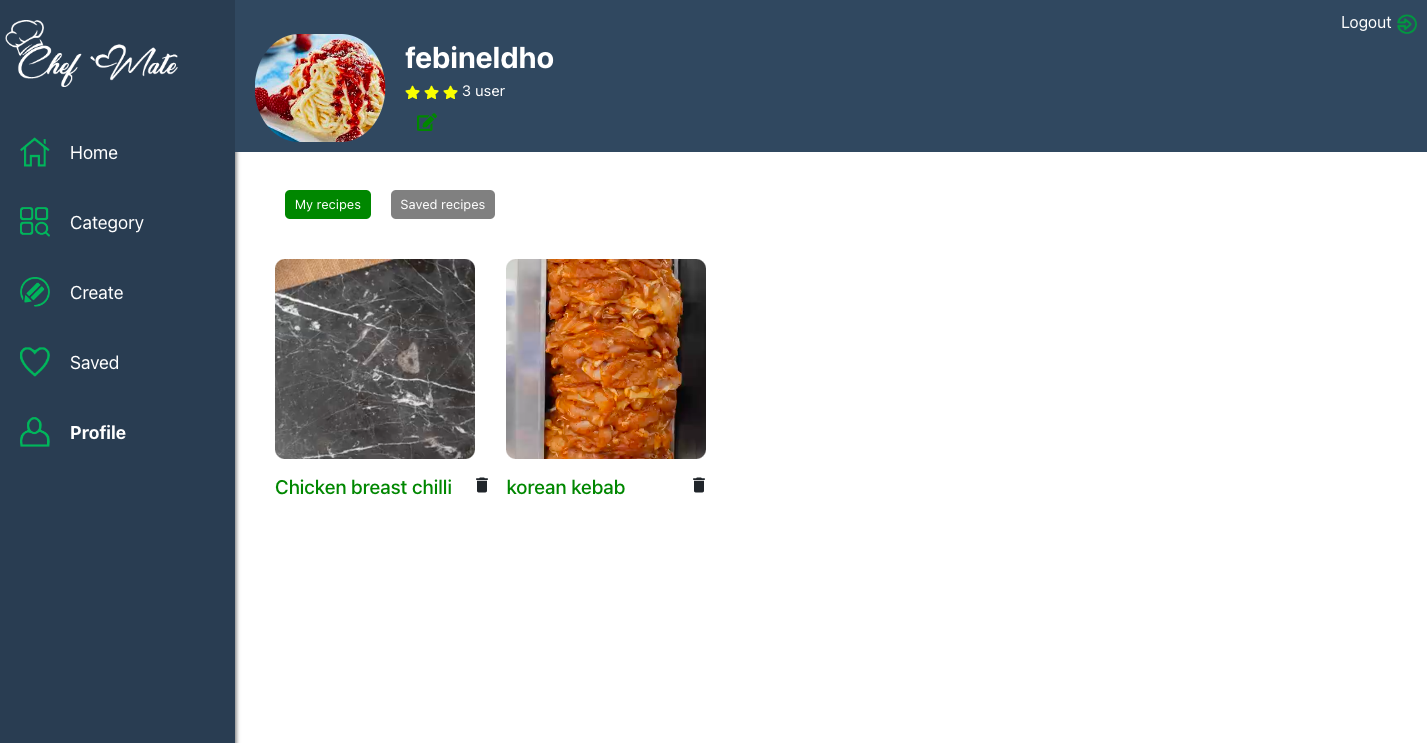 Chef Mate
Logout
febineldho
3 user
Home
Category
Create
Saved
Profile
My recipes
Saved recipes
Chicken breast chilli
korean kebab